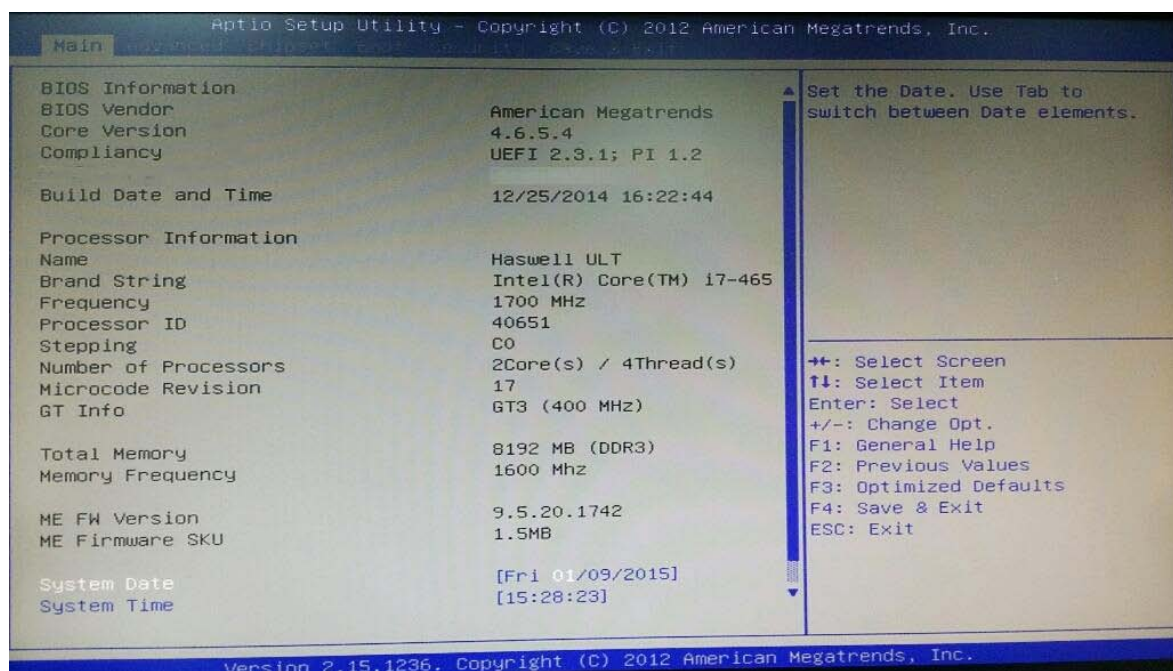 Aptio Setup Utility - Copyright (C) 2012 American Megatrends, Inc.
Main Advanced Chipset Boot Security Save & Exit
BIOS Information
BIOS Vendor American Megatrends
Core Version 4.6.5.4
Compliancy UEFI 2.3.1; PI 1.2
Build Date and Time 12/25/2014 16:22:44
Processor Information
Name Haswell ULT
Brand String Intel(R) Core(TM) i7-465
Frequency 1700 MHz
Processor ID 40651
Stepping C0
Number of Processors 2Core(s) / 4Thread(s)
Microcode Revision 17
GT Info GT3 (400 MHz)
Total Memory 8192 MB (DDR3)
Memory Frequency 1600 Mhz
ME FW Version 9.5.20.1742
ME Firmware SKU 1.5MB
System Date [Fri 01/09/2015]
System Time [15:28:23]
Set the Date. Use Tab to
switch between Date elements.
→←: Select Screen
↑↓: Select Item
Enter: Select
+/-: Change Opt.
F1: General Help
F2: Previous Values
F3: Optimized Defaults
F4: Save & Exit
ESC: Exit
Version 2.15.1236. Copyright (C) 2012 American Megatrends, Inc.